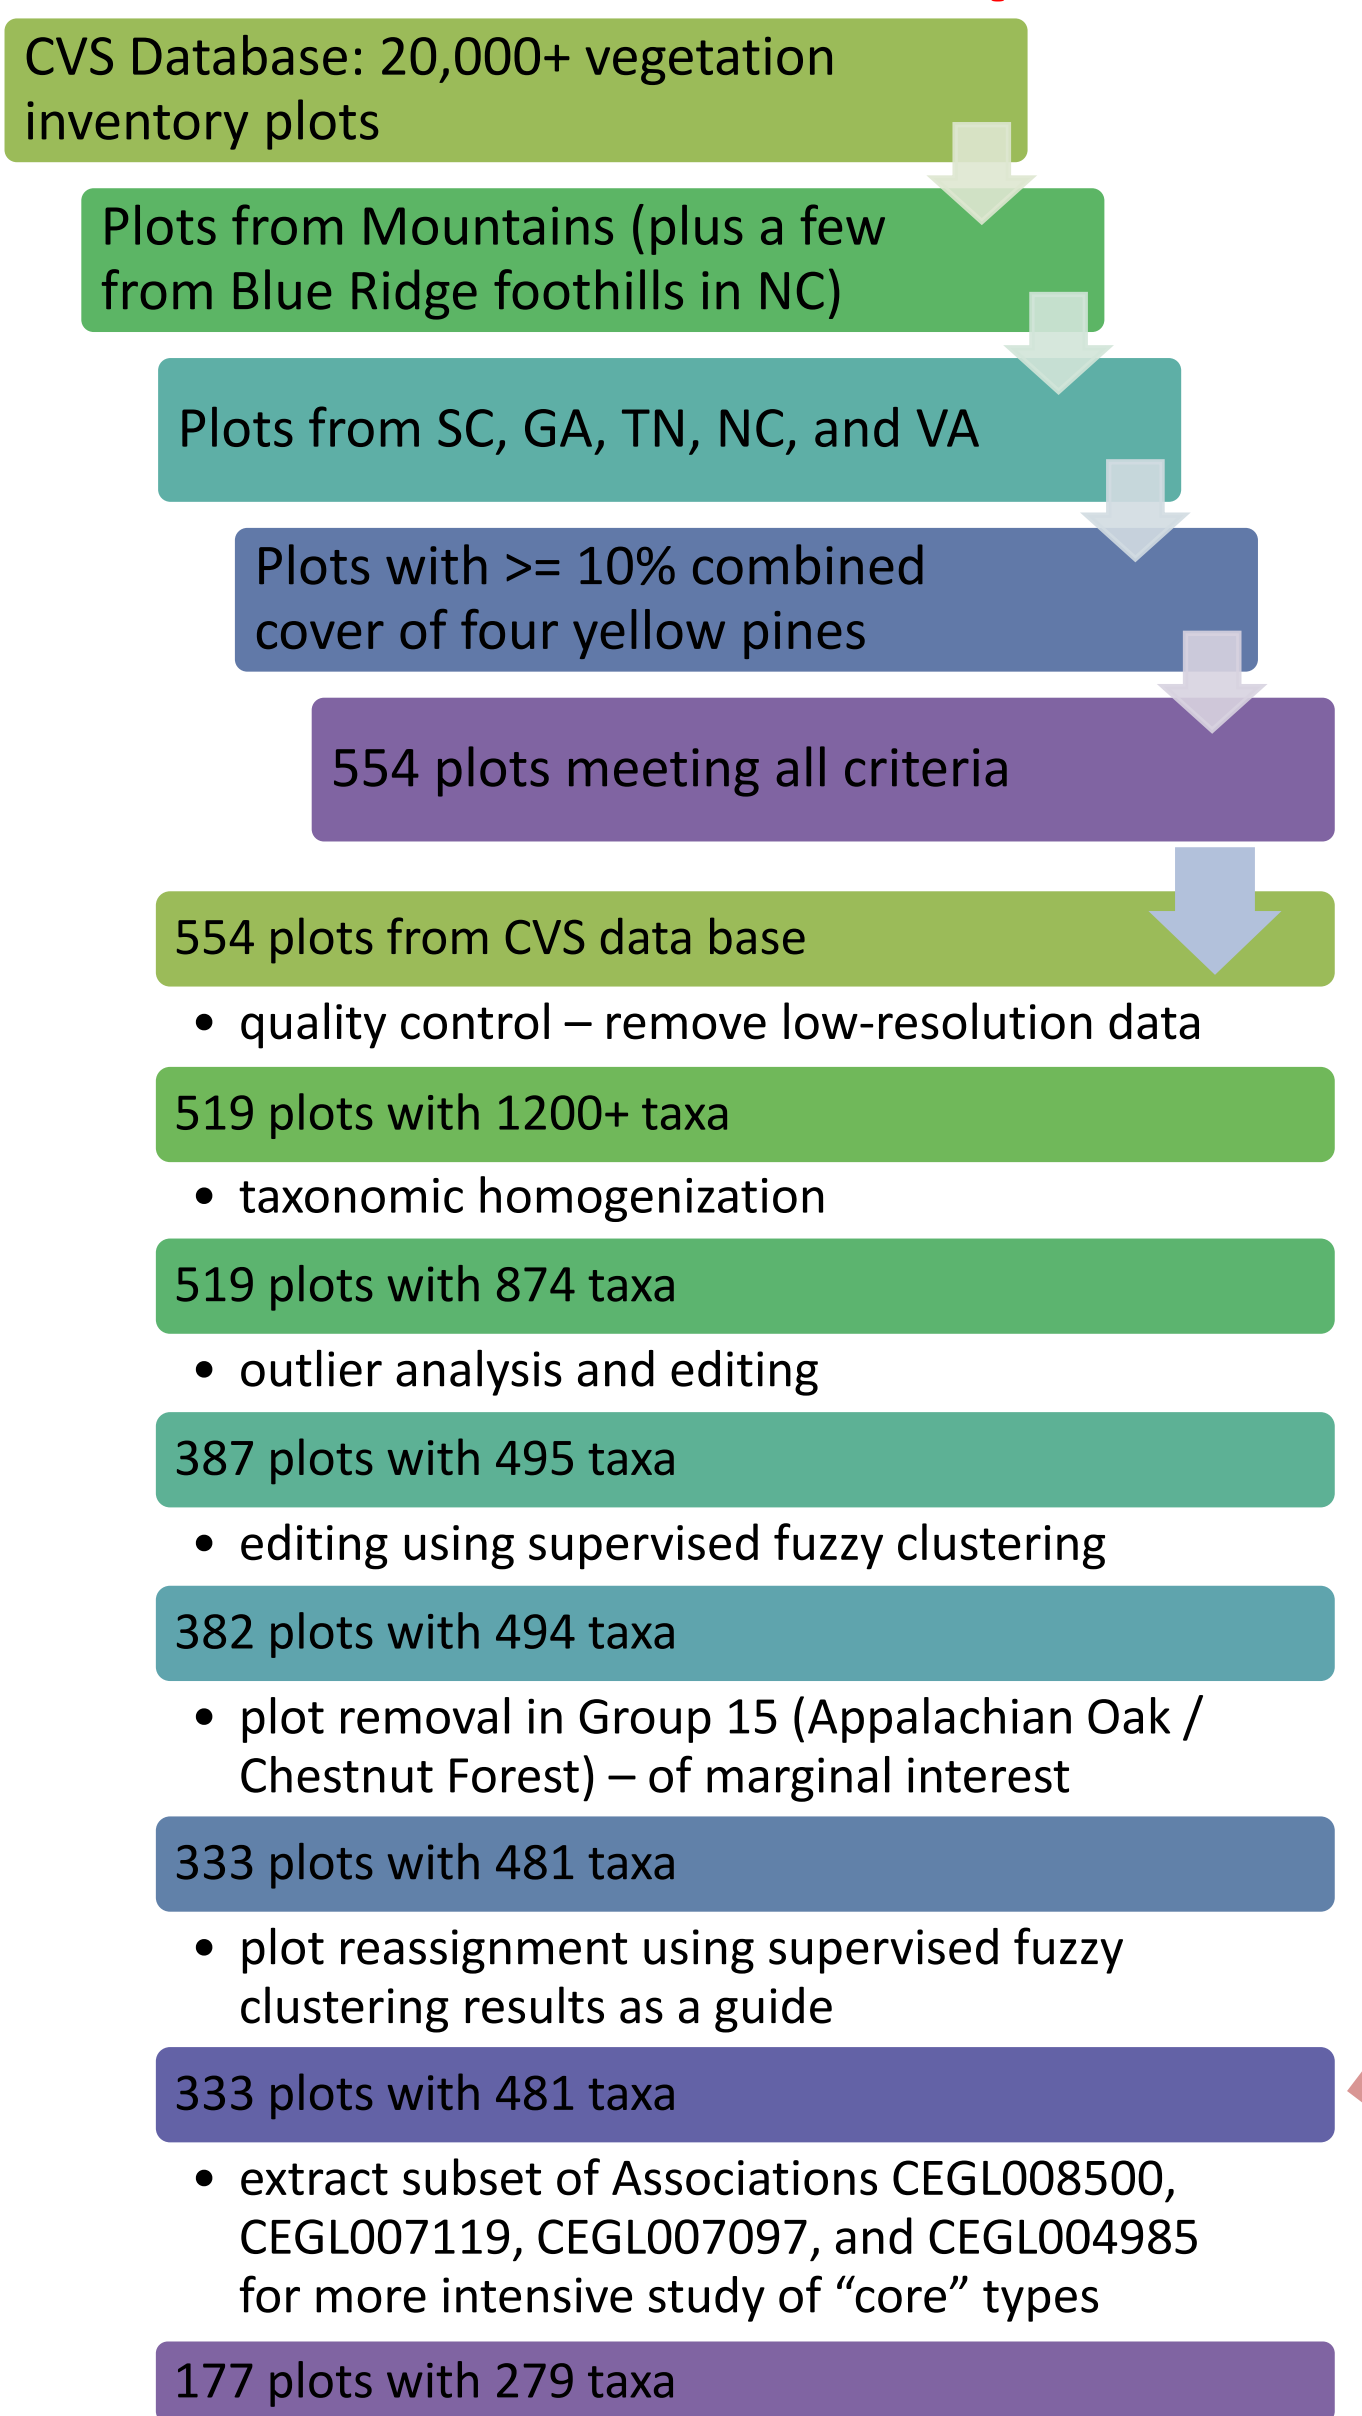 CVS Database: 20,000+ vegetation
inventory plots
Plots from Mountains (plus a few
from Blue Ridge foothills in NC)
Plots from SC, GA, TN, NC, and VA
Plots with >= 10% combined
cover of four yellow pines
554 plots meeting all criteria
554 plots from CVS data base
• quality control – remove low-resolution data
519 plots with 1200+ taxa
• taxonomic homogenization
519 plots with 874 taxa
• outlier analysis and editing
387 plots with 495 taxa
• editing using supervised fuzzy clustering
382 plots with 494 taxa
• plot removal in Group 15 (Appalachian Oak /
Chestnut Forest) – of marginal interest
333 plots with 481 taxa
• plot reassignment using supervised fuzzy
clustering results as a guide
333 plots with 481 taxa
• extract subset of Associations CEGL008500,
CEGL007119, CEGL007097, and CEGL004985
for more intensive study of “core” types
177 plots with 279 taxa